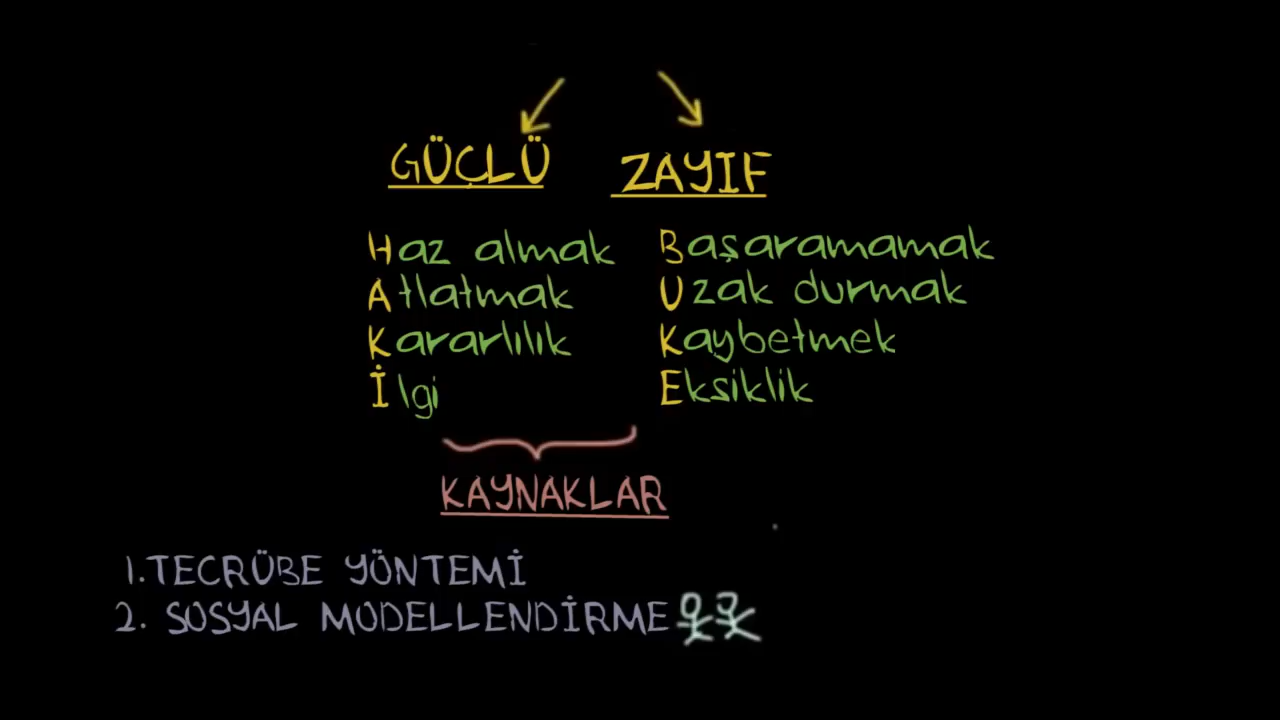 GÜÇLÜ ZAYIF
Haz almak
Atlatmak
Kararlılık
İlgi
Başaramamak
Uzak durmak
Kaybetmek
Eksiklik
KAYNAKLAR
1. TECRÜBE YÖNTEMİ
2. SOSYAL MODELLENDİRME